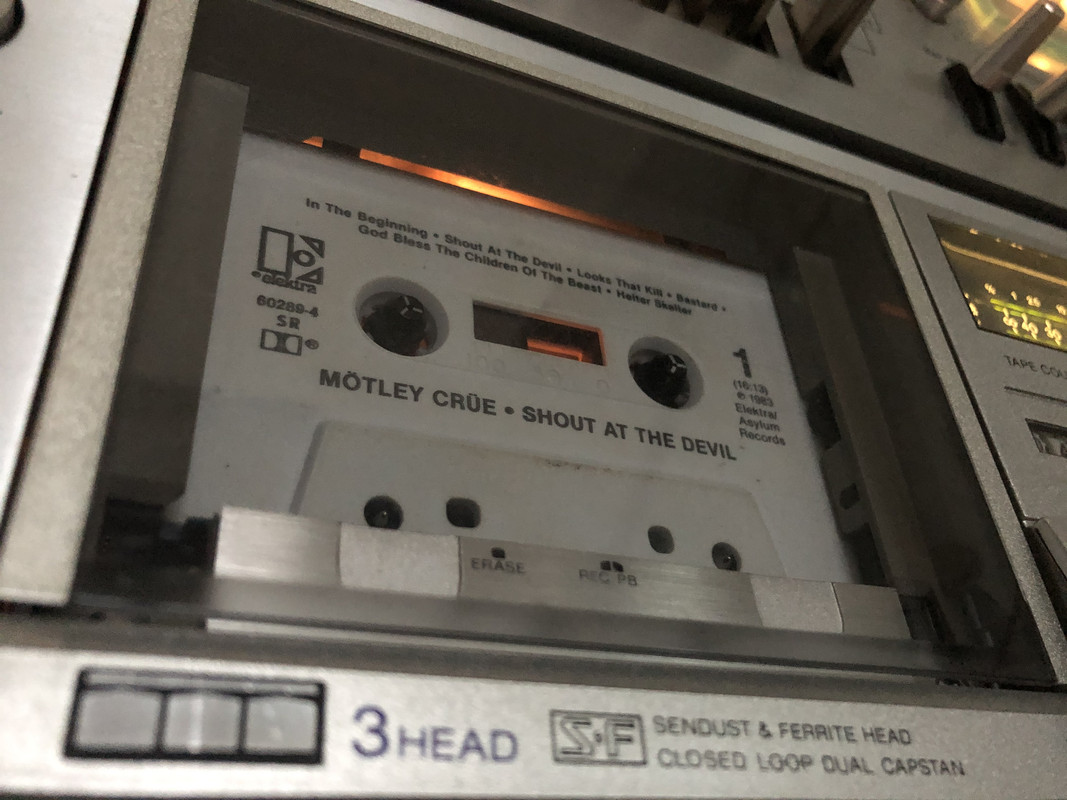 In The Beginning • Shout At The Devil • Looks That Kill • Bastard •
God Bless The Children Of The Beast • Helter Skelter
elektra
60289-4
SR
®
1
(16:13)
℗ 1983
Elektra/
Asylum
Records
MÖTLEY CRÜE • SHOUT AT THE DEVIL
ERASE
REC PB
TAPE
3 HEAD
S•F
SENDUST & FERRITE HEAD
CLOSED LOOP DUAL CAPSTAN